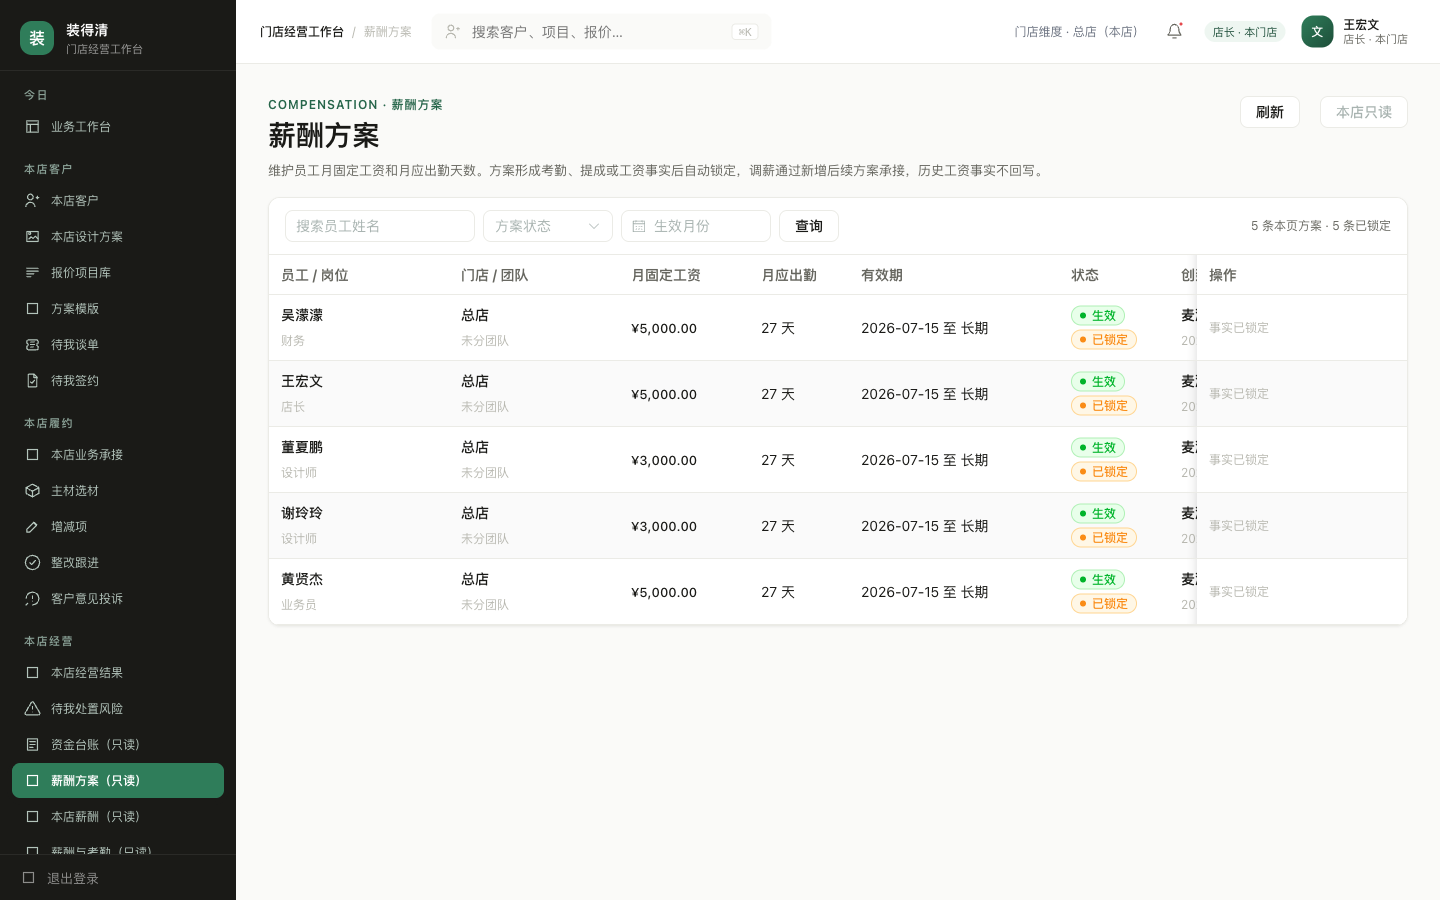 装
装得清
门店经营工作台
今日
业务工作台
本店客户
本店客户
本店设计方案
报价项目库
方案模版
待我谈单
待我签约
本店履约
本店业务承接
主材选材
增减项
整改跟进
客户意见投诉
本店经营
本店经营结果
待我处置风险
资金台账（只读）
薪酬方案（只读）
本店薪酬（只读）
薪酬与考勤（只读）
退出登录
门店经营工作台 / 薪酬方案
搜索客户、项目、报价... ⌘K
门店维度 · 总店（本店）
店长 · 本门店
文
王宏文
店长 · 本门店
COMPENSATION · 薪酬方案
薪酬方案
维护员工月固定工资和月应出勤天数。方案形成考勤、提成或工资事实后自动锁定，调薪通过新增后续方案承接，历史工资事实不回写。
刷新
本店只读
搜索员工姓名 方案状态 生效月份 查询
5 条本页方案 · 5 条已锁定
员工 / 岗位 门店 / 团队 月固定工资 月应出勤 有效期 状态 操作
吴濛濛 总店 ¥5,000.00 27 天 2026-07-15 至 长期 生效 事实已锁定
财务 未分团队 已锁定 20
王宏文 总店 ¥5,000.00 27 天 2026-07-15 至 长期 生效 事实已锁定
店长 未分团队 已锁定 20
董夏鹏 总店 ¥3,000.00 27 天 2026-07-15 至 长期 生效 事实已锁定
设计师 未分团队 已锁定 20
谢玲玲 总店 ¥3,000.00 27 天 2026-07-15 至 长期 生效 事实已锁定
设计师 未分团队 已锁定 20
黄贤杰 总店 ¥5,000.00 27 天 2026-07-15 至 长期 生效 事实已锁定
业务员 未分团队 已锁定 20